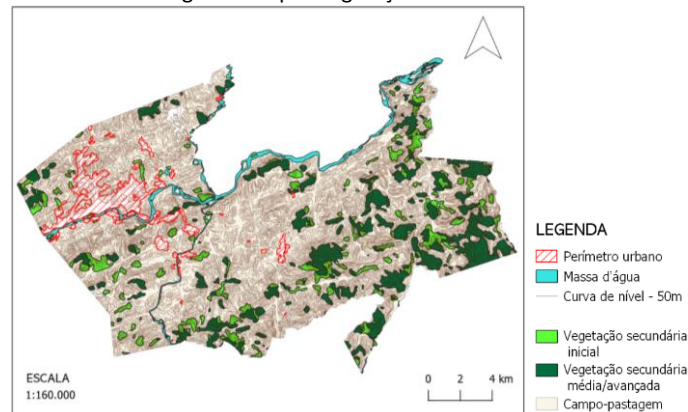 LEGENDA
Perímetro urbano
Massa d'água
Curva de nível - 50m
Vegetação secundária
inicial
Vegetação secundária
média/avançada
Campo-pastagem
ESCALA
1:160.000
0 2 4 km